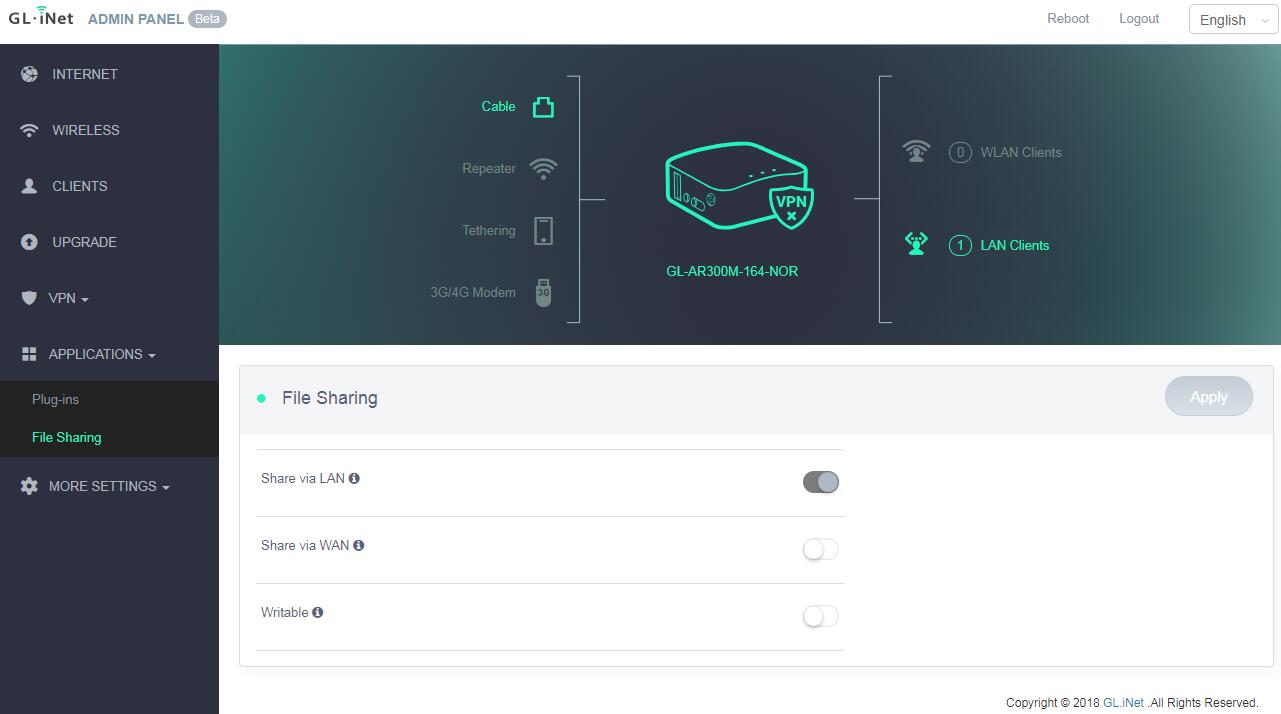 GL·iNet ADMIN PANEL Beta
Reboot Logout English
INTERNET
WIRELESS
CLIENTS
UPGRADE
VPN
APPLICATIONS
Plug-ins
File Sharing
MORE SETTINGS
Cable
Repeater
Tethering
3G/4G Modem 3G
VPN
GL-AR300M-164-NOR
0 WLAN Clients
1 LAN Clients
File Sharing
Apply
Share via LAN
Share via WAN
Writable
Copyright © 2018 GL.iNet .All Rights Reserved.